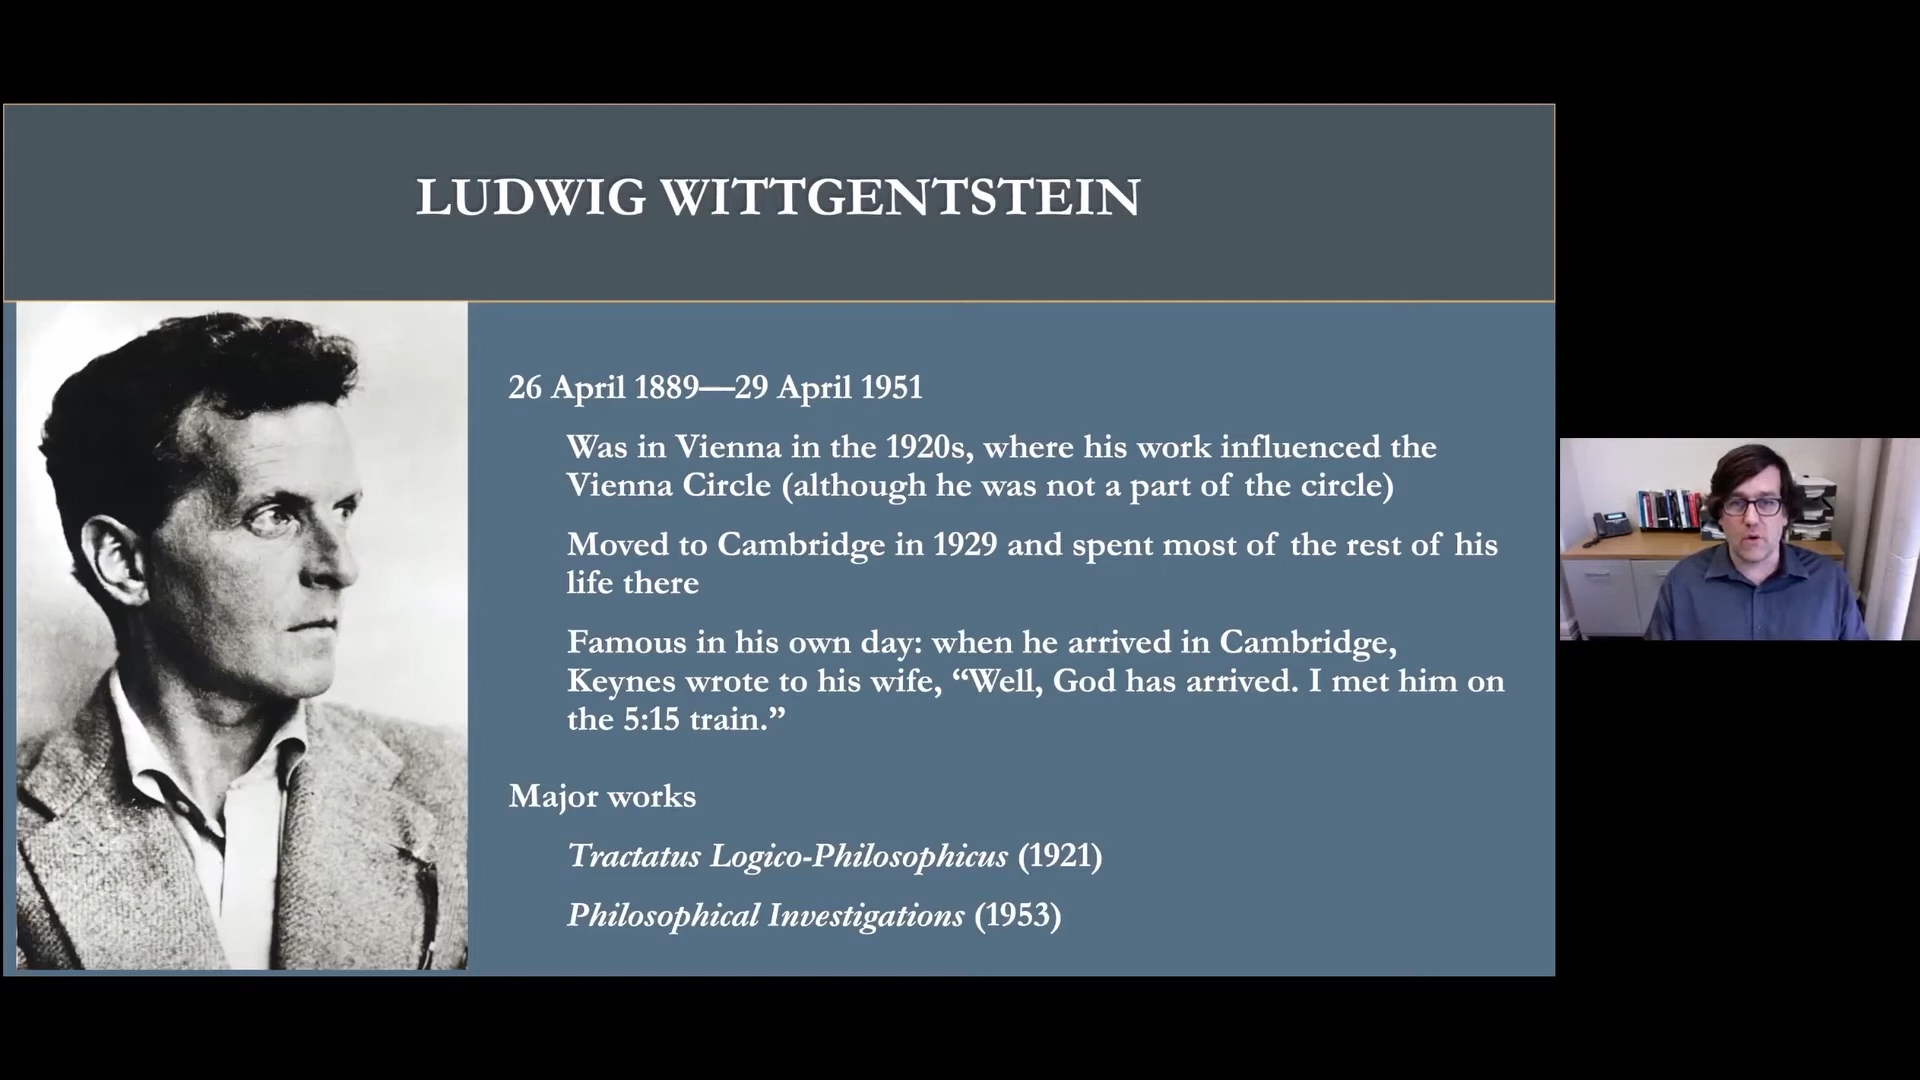 LUDWIG WITTGENTSTEIN
26 April 1889—29 April 1951
Was in Vienna in the 1920s, where his work influenced the
Vienna Circle (although he was not a part of the circle)
Moved to Cambridge in 1929 and spent most of the rest of his
life there
Famous in his own day: when he arrived in Cambridge,
Keynes wrote to his wife, “Well, God has arrived. I met him on
the 5:15 train.”
Major works
Tractatus Logico-Philosophicus (1921)
Philosophical Investigations (1953)